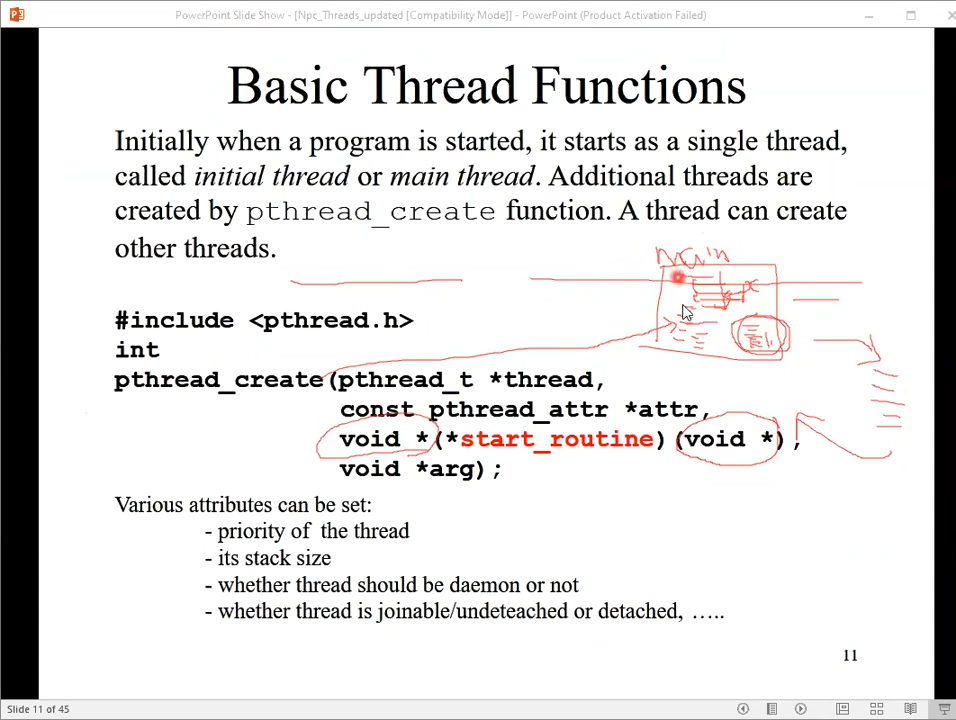 PowerPoint Slide Show - [Npc_Threads_updated [Compatibility Mode]] - PowerPoint (Product Activation Failed)
Basic Thread Functions
Initially when a program is started, it starts as a single thread,
called initial thread or main thread. Additional threads are
created by pthread_create function. A thread can create
other threads.
main
#include <pthread.h>
int
pthread_create(pthread_t *thread,
const pthread_attr *attr,
void *(*start_routine)(void *),
void *arg);
Various attributes can be set:
- priority of the thread
- its stack size
- whether thread should be daemon or not
- whether thread is joinable/undeteached or detached, …..
11
Slide 11 of 45